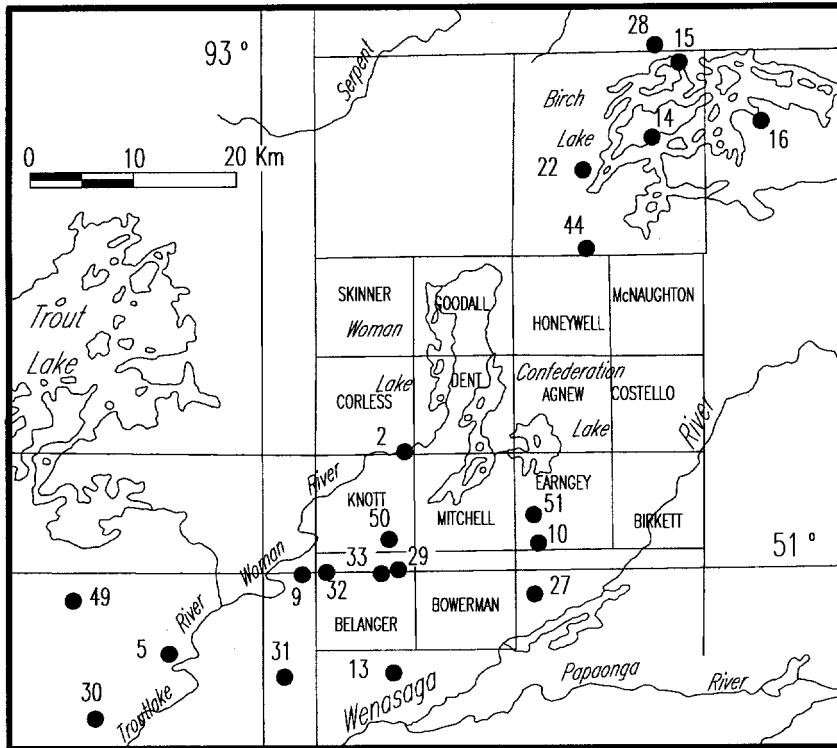 28
15
93°
Serpent
Birch
Lake
14
16
22
0 10 20 Km
44
SKINNER
GOODALL
McNAUGHTON
Woman
HONEYWELL
Trout
Lake
Lake
DENT
Confederation
AGNEW
COSTELLO
CORLESS
Lake
River
2
River
KNOTT
EARNGEY
51
50
MITCHELL
BIRKETT
10
51°
Woman
33
29
9
32
27
49
BOWERMAN
River
BELANGER
5
31
13
Papaonga
River
Wenasaga
30
Troutlake